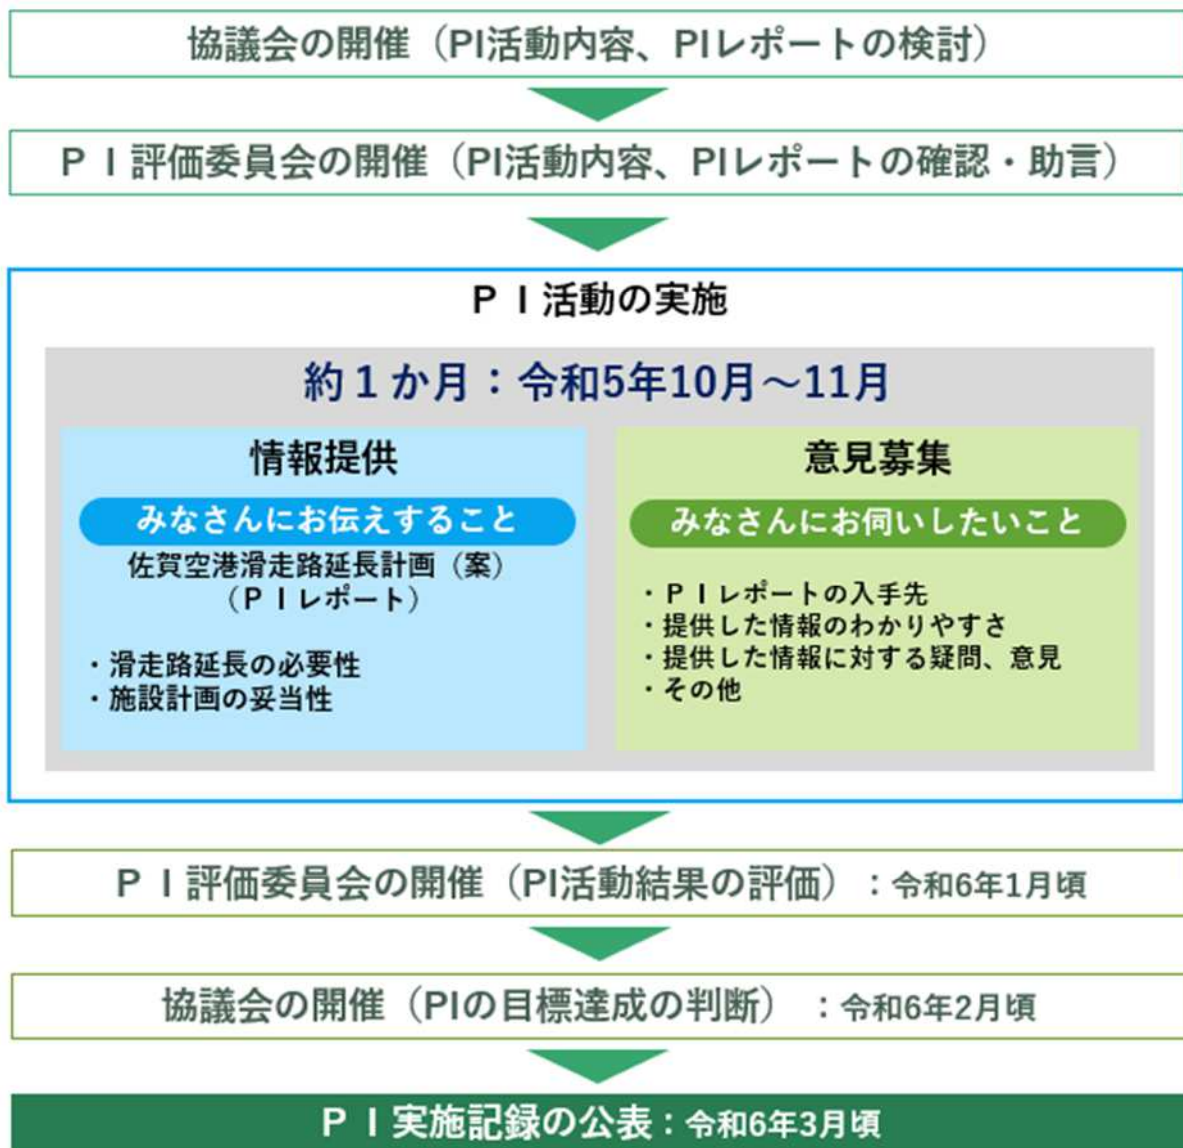 協議会の開催（PI活動内容、PIレポートの検討）
ＰＩ評価委員会の開催（PI活動内容、PIレポートの確認・助言）
ＰＩ活動の実施
約１か月：令和5年10月～11月
情報提供
みなさんにお伝えすること
佐賀空港滑走路延長計画（案）
（ＰＩレポート）
・滑走路延長の必要性
・施設計画の妥当性
意見募集
みなさんにお伺いしたいこと
・ＰＩレポートの入手先
・提供した情報のわかりやすさ
・提供した情報に対する疑問、意見
・その他
ＰＩ評価委員会の開催（PI活動結果の評価）：令和6年1月頃
協議会の開催（PIの目標達成の判断）：令和6年2月頃
ＰＩ実施記録の公表：令和6年3月頃